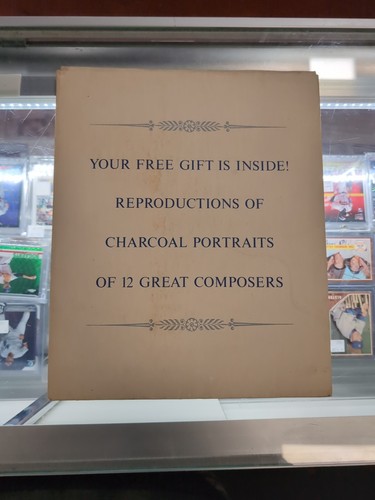 YOUR FREE GIFT IS INSIDE!
REPRODUCTIONS OF
CHARCOAL PORTRAITS
OF 12 GREAT COMPOSERS